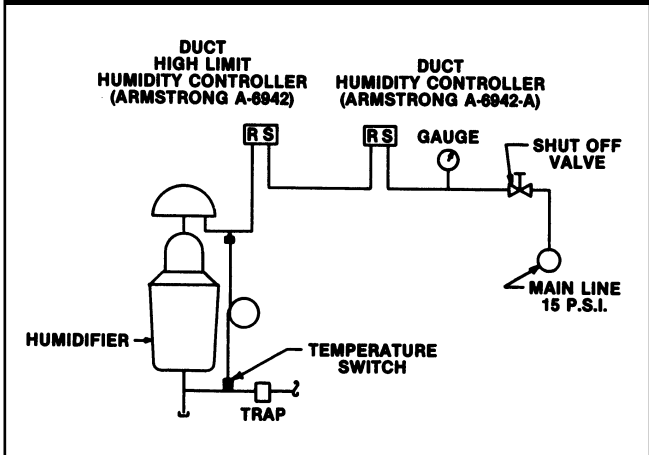 DUCT
HIGH LIMIT
HUMIDITY CONTROLLER
(ARMSTRONG A-6942)
DUCT
HUMIDITY CONTROLLER
(ARMSTRONG A-6942-A)
R S
R S
GAUGE
SHUT OFF
VALVE
MAIN LINE
15 P.S.I.
HUMIDIFIER
TEMPERATURE
SWITCH
TRAP